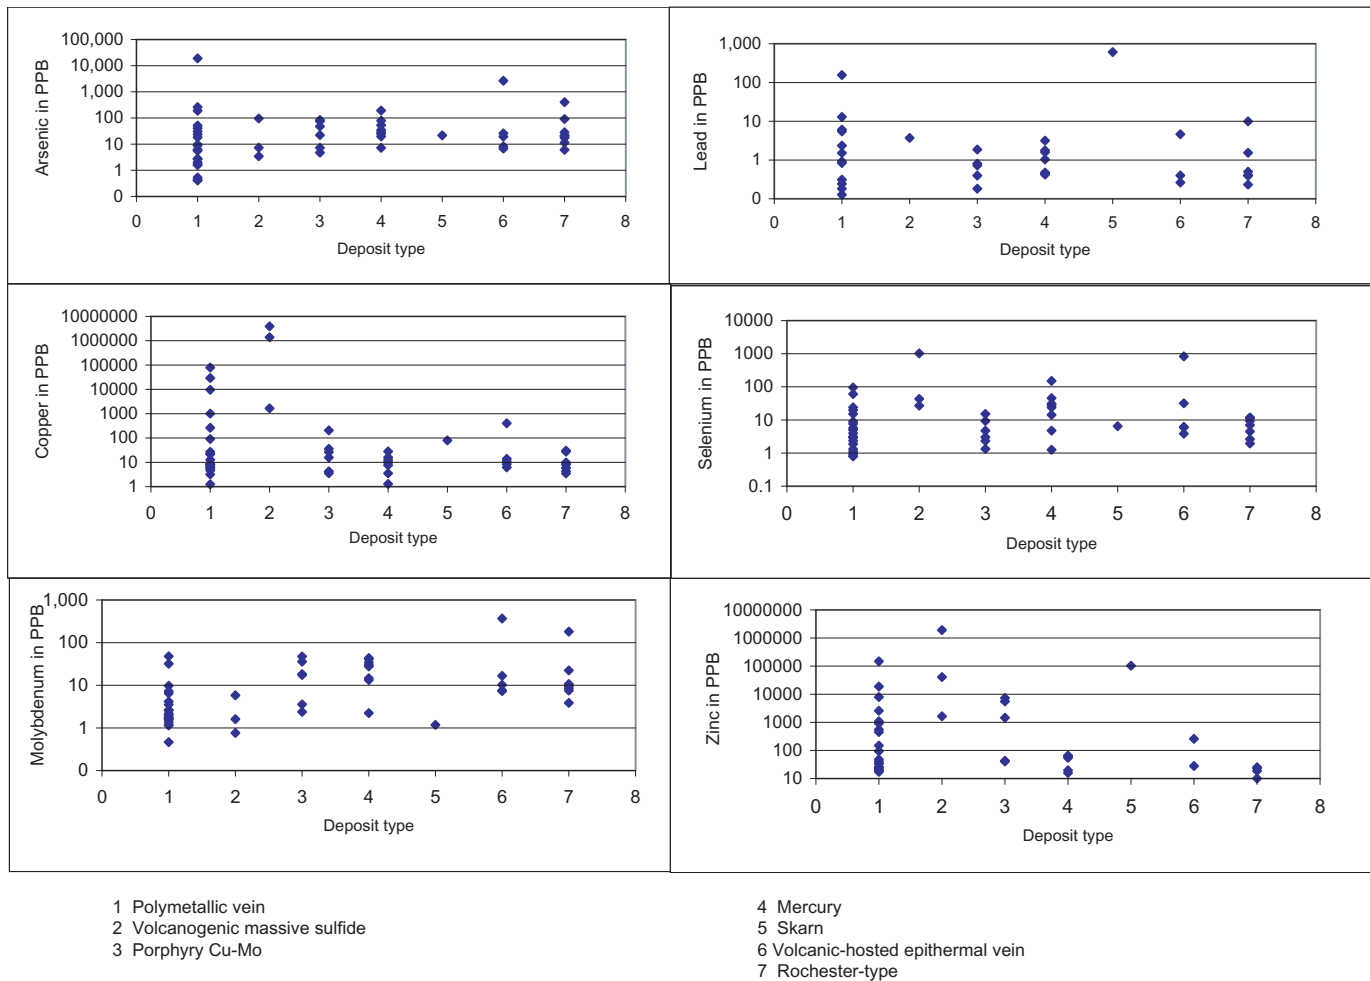 100,000
10,000
1,000
100
10
1
0
Arsenic in PPB
0 1 2 3 4 5 6 7 8
Deposit type
1,000
100
10
1
0
Lead in PPB
0 1 2 3 4 5 6 7 8
Deposit type
10000000
1000000
100000
10000
1000
100
10
1
Copper in PPB
0 1 2 3 4 5 6 7 8
Deposit type
10000
1000
100
10
1
0.1
Selenium in PPB
0 1 2 3 4 5 6 7 8
Deposit type
1,000
100
10
1
0
Molybdenum in PPB
0 1 2 3 4 5 6 7 8
Deposit type
10000000
1000000
100000
10000
1000
100
10
Zinc in PPB
0 1 2 3 4 5 6 7 8
Deposit type
1 Polymetallic vein
2 Volcanogenic massive sulfide
3 Porphyry Cu-Mo
4 Mercury
5 Skarn
6 Volcanic-hosted epithermal vein
7 Rochester-type